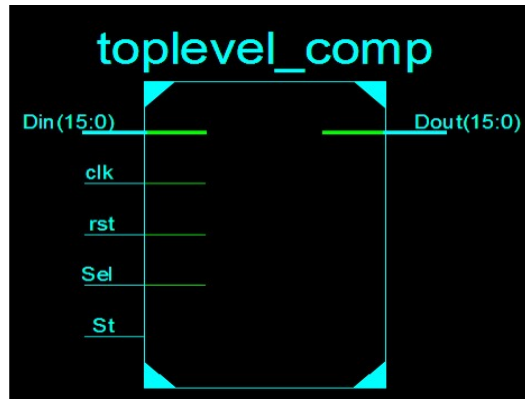 toplevel_comp
Din(15:0)
Dout(15:0)
clk
rst
Sel
St